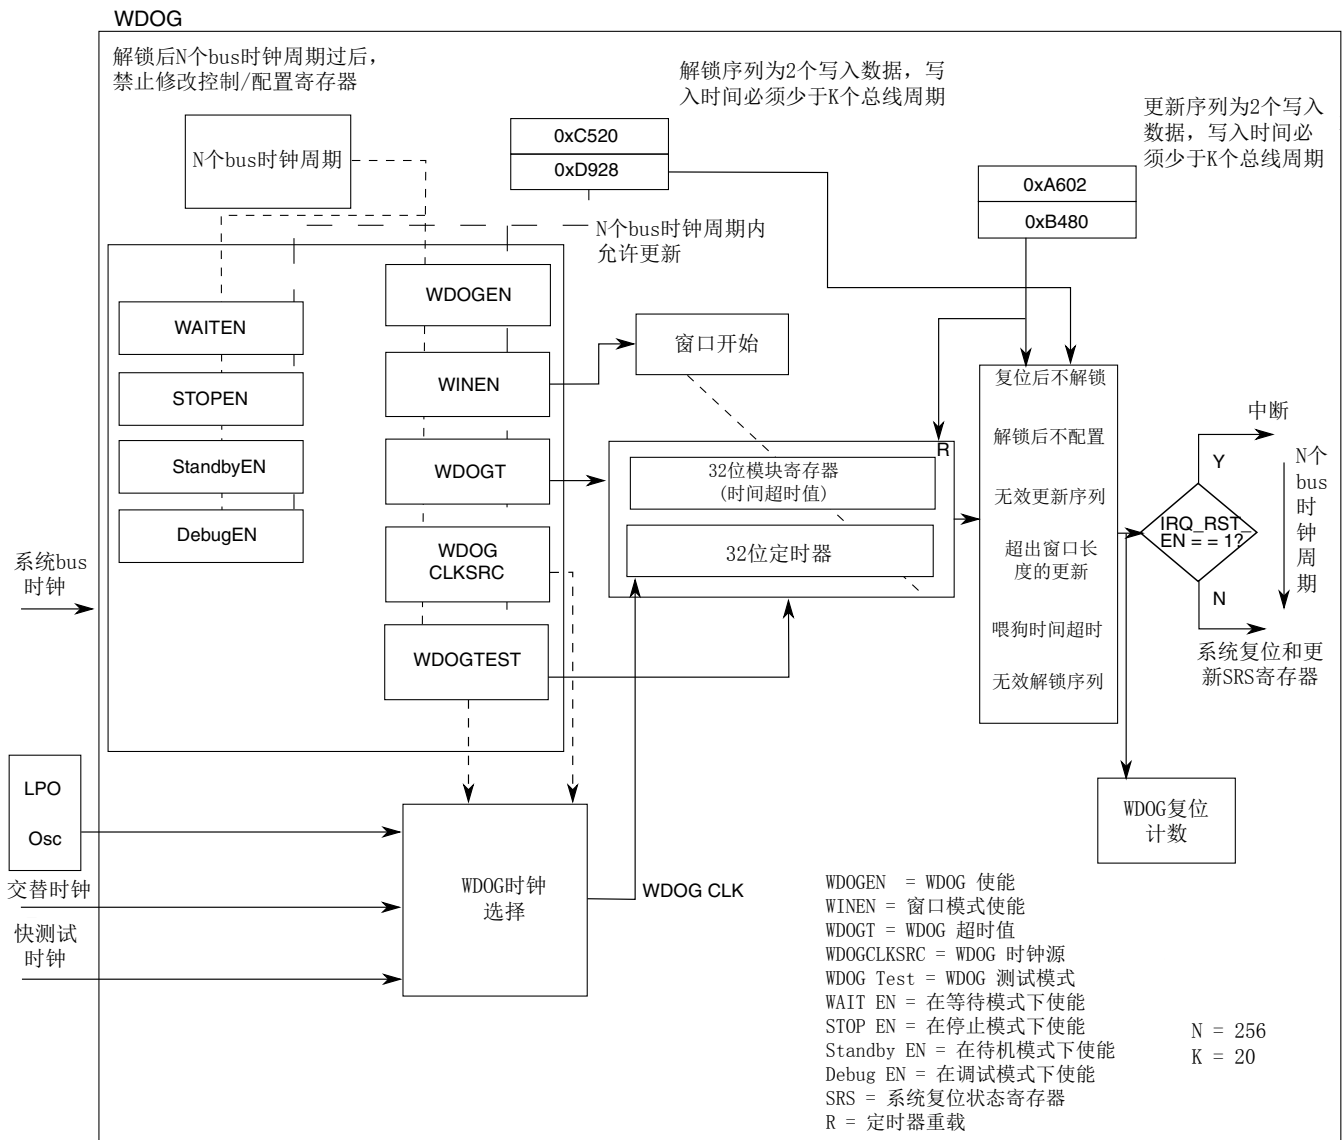 WDOG
解锁后N个bus时钟周期过后，
禁止修改控制/配置寄存器
解锁序列为2个写入数据，写
入时间必须少于K个总线周期
更新序列为2个写入
数据，写入时间必
须少于K个总线周期
N个bus时钟周期
0xC520
0xD928
0xA602
0xB480
N个bus时钟周期内
允许更新
WAITEN
STOPEN
StandbyEN
DebugEN
WDOGEN
WINEN
WDOGT
WDOG
CLKSRC
WDOGTEST
窗口开始
R
32位模块寄存器
(时间超时值)
32位定时器
复位后不解锁
解锁后不配置
无效更新序列
超出窗口长
度的更新
喂狗时间超时
无效解锁序列
中断
Y
IRQ_RST_
EN = = 1?
N
N个
bus
时
钟
周
期
系统复位和更
新SRS寄存器
系统bus
时钟
LPO
Osc
交替时钟
快测试
时钟
WDOG时钟
选择
WDOG CLK
WDOG复位
计数
WDOGEN = WDOG 使能
WINEN = 窗口模式使能
WDOGT = WDOG 超时值
WDOGCLKSRC = WDOG 时钟源
WDOG Test = WDOG 测试模式
WAIT EN = 在等待模式下使能
STOP EN = 在停止模式下使能
Standby EN = 在待机模式下使能
Debug EN = 在调试模式下使能
SRS = 系统复位状态寄存器
R = 定时器重载
N = 256
K = 20